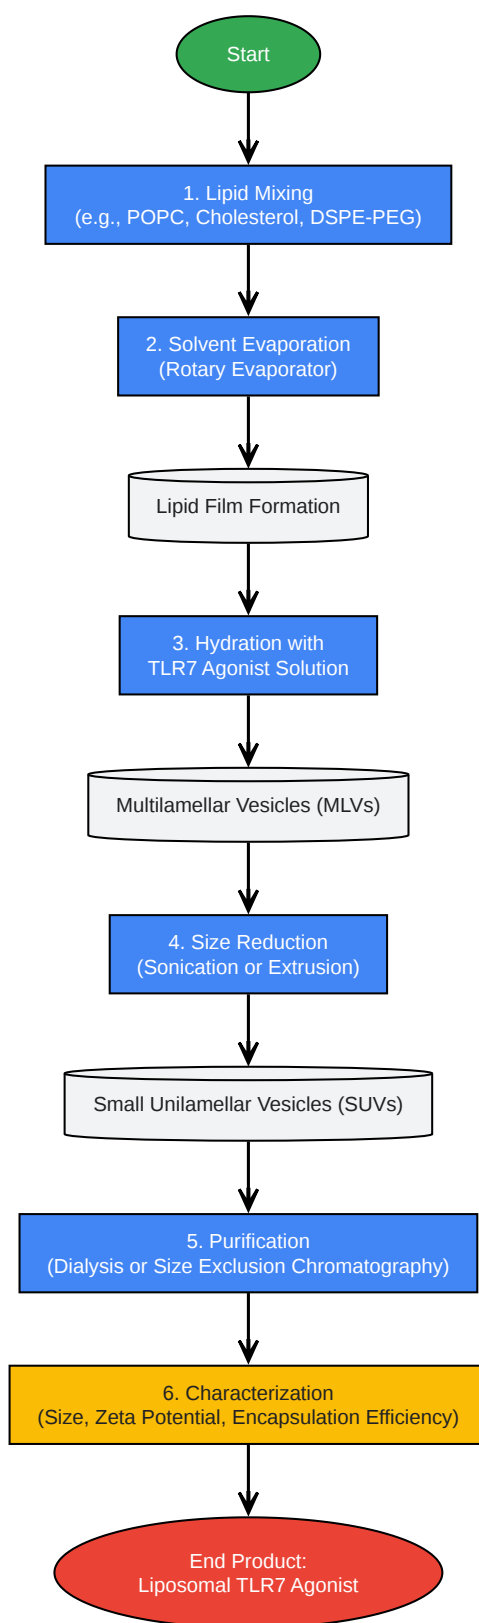 Start
1. Lipid Mixing
(e.g., POPC, Cholesterol, DSPE-PEG)
2. Solvent Evaporation
(Rotary Evaporator)
Lipid Film Formation
3. Hydration with
TLR7 Agonist Solution
Multilamellar Vesicles (MLVs)
4. Size Reduction
(Sonication or Extrusion)
Small Unilamellar Vesicles (SUVs)
5. Purification
(Dialysis or Size Exclusion Chromatography)
6. Characterization
(Size, Zeta Potential, Encapsulation Efficiency)
End Product:
Liposomal TLR7 Agonist